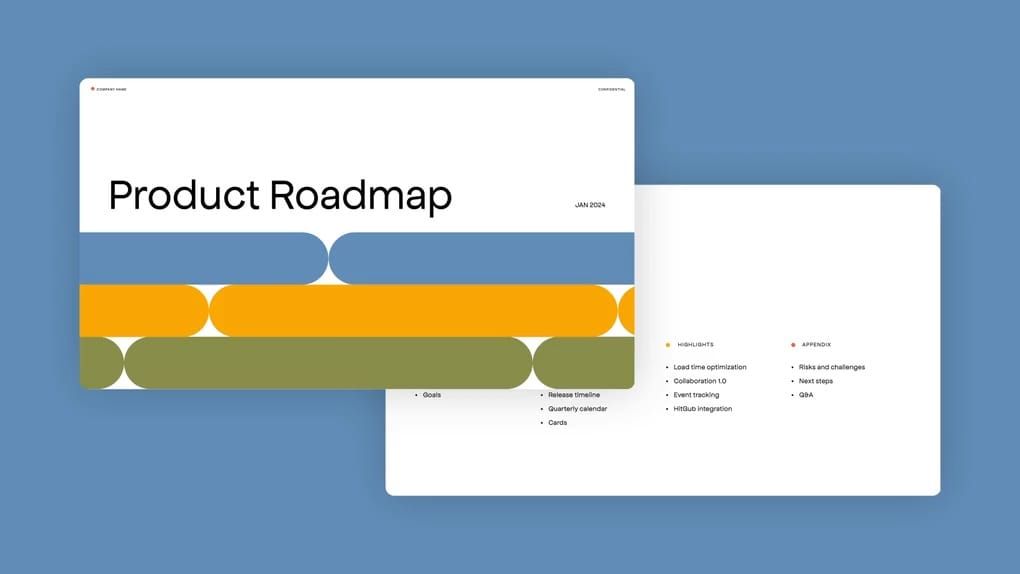 COMPANY NAME
CONFIDENTIAL
Product Roadmap
JAN 2024
• Goals
• Release timeline
• Quarterly calendar
• Cards
HIGHLIGHTS
• Load time optimization
• Collaboration 1.0
• Event tracking
• HitGub integration
APPENDIX
• Risks and challenges
• Next steps
• Q&A